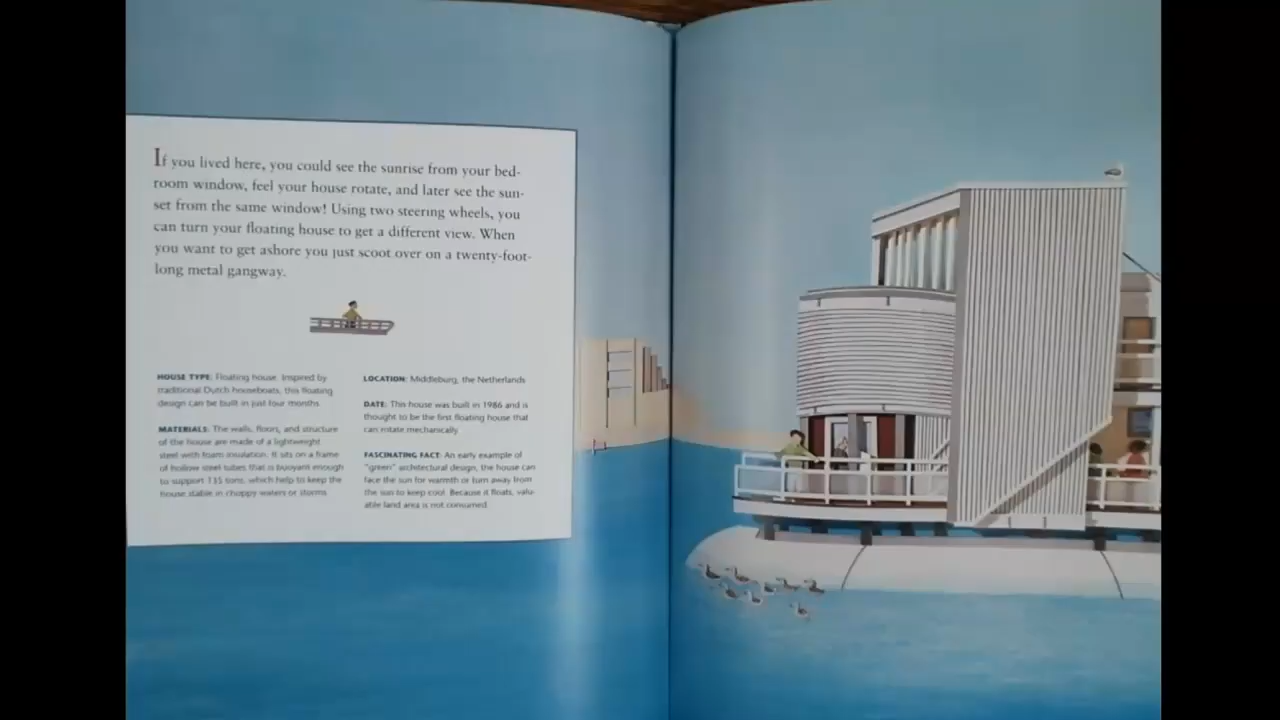 If you lived here, you could see the sunrise from your bed-
room window, feel your house rotate, and later see the sun-
set from the same window! Using two steering wheels, you
can turn your floating house to get a different view. When
you want to get ashore you just scoot over on a twenty-foot-
long metal gangway.
HOUSE TYPE: Floating house. Inspired by
traditional Dutch houseboats, this floating
design can be built in just four months.
MATERIALS: The walls, floors, and structure
of the house are made of a lightweight
steel with foam insulation. It sits on a frame
of hollow steel tubes that is buoyant enough
to support 135 tons, which help to keep the
house stable in choppy waters or storms.
LOCATION: Middleburg, the Netherlands
DATE: This house was built in 1986 and is
thought to be the first floating house that
can rotate mechanically.
FASCINATING FACT: An early example of
"green" architectural design, the house can
face the sun for warmth or turn away from
the sun to keep cool. Because it floats, valu-
able land area is not consumed.